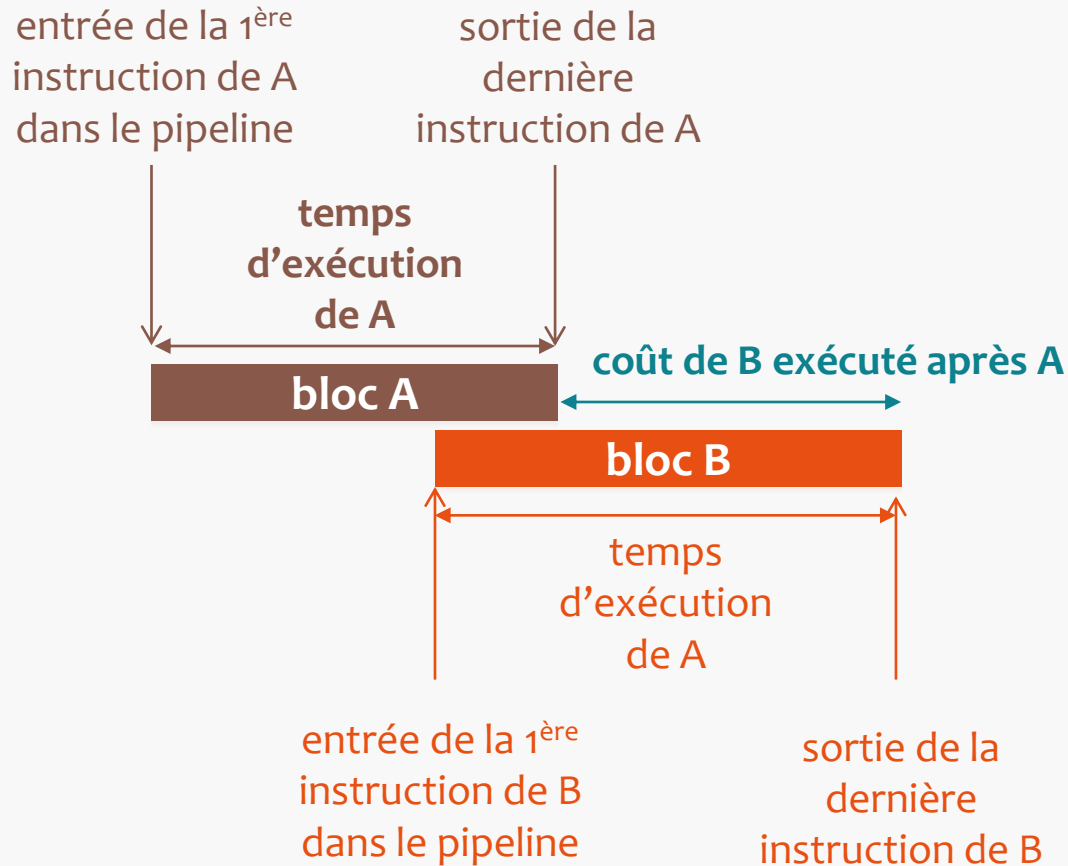 entrée de la 1ère
instruction de A
dans le pipeline
sortie de la
dernière
instruction de A
temps
d’exécution
de A
coût de B exécuté après A
bloc A
bloc B
temps
d’exécution
de A
entrée de la 1ère
instruction de B
dans le pipeline
sortie de la
dernière
instruction de B